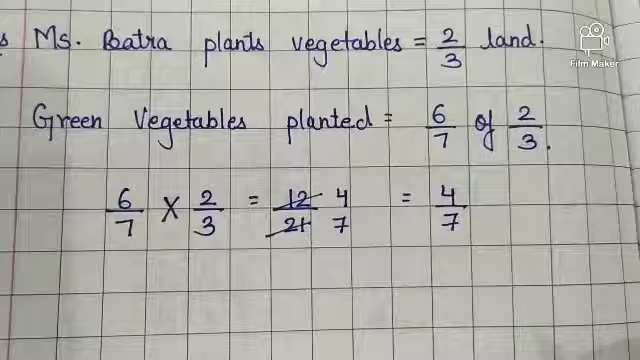 Ms. Batra plants vegetables = 2/3 land.
Film Maker
Green Vegetables planted = 6/7 of 2/3.
6/7 × 2/3 = 12/21 4/7 = 4/7